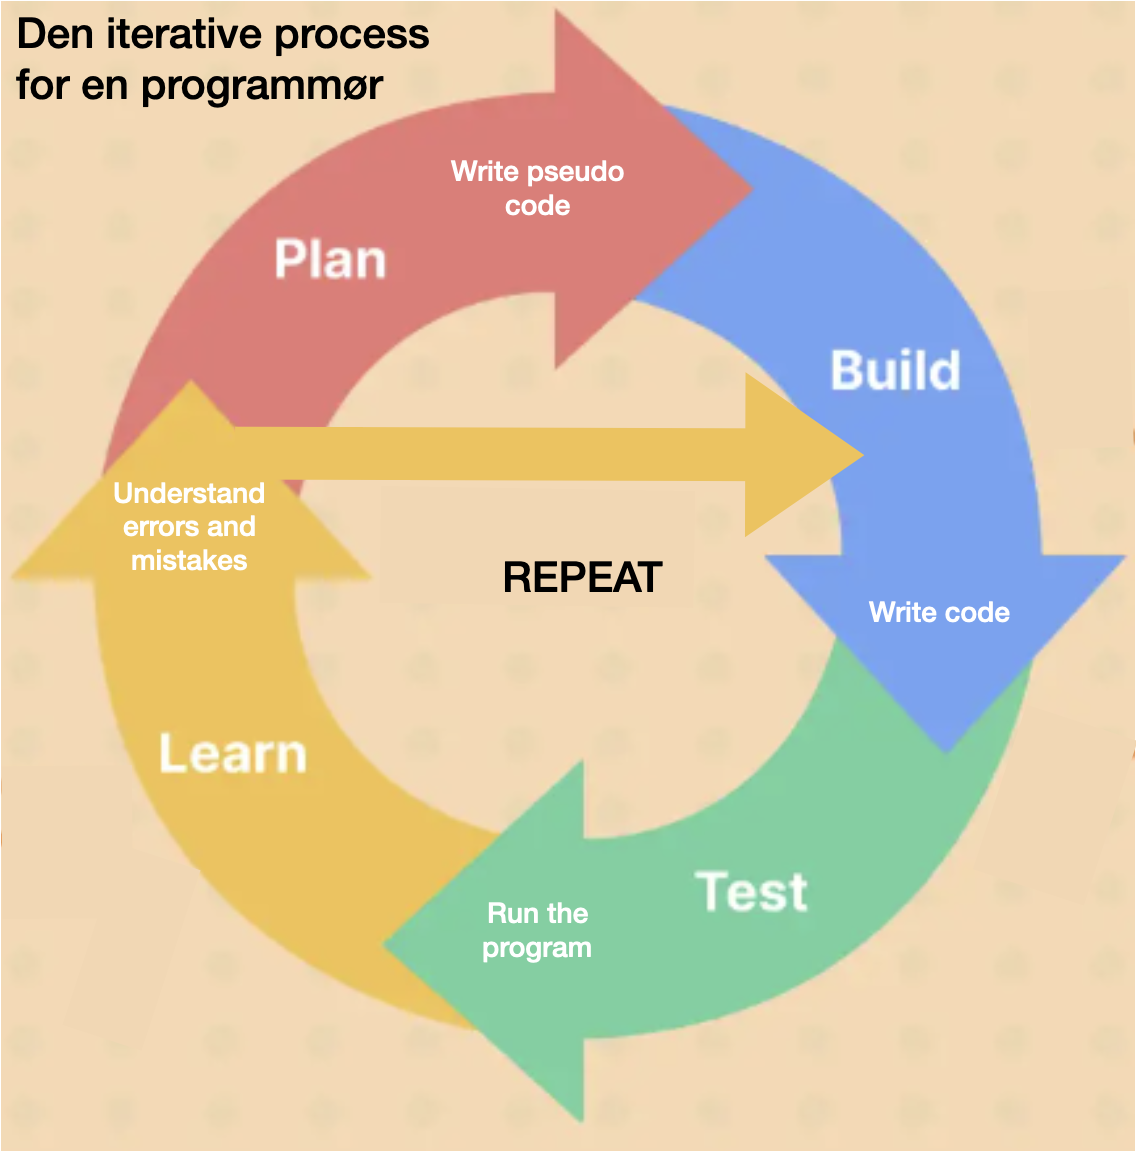 Den iterative process
for en programmør
Write pseudo
code
Plan
Build
Understand
errors and
mistakes
REPEAT
Write code
Learn
Test
Run the
program